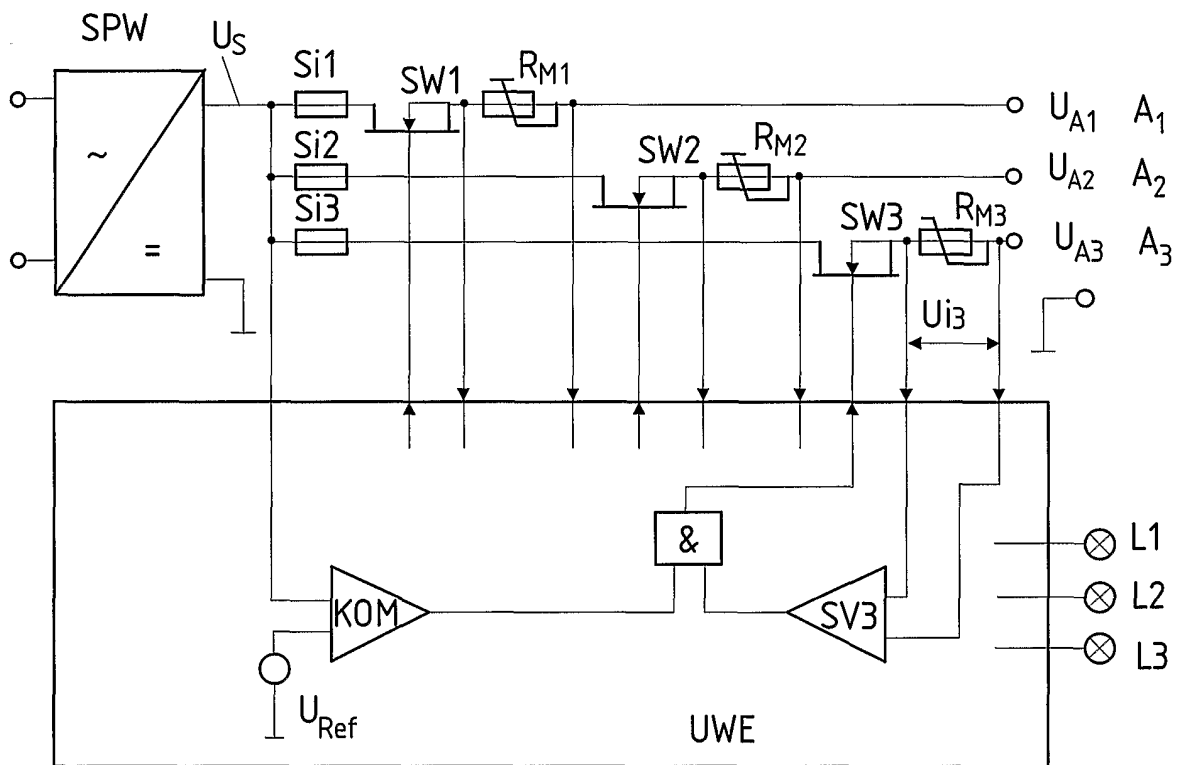 SPW
U_S
Si1
SW1
R_M1
U_A1 A_1
~
Si2
SW2
R_M2
U_A2 A_2
Si3
SW3
R_M3
U_A3 A_3
=
Ui3
&
L1
KOM
SV3
L2
L3
U_Ref
UWE